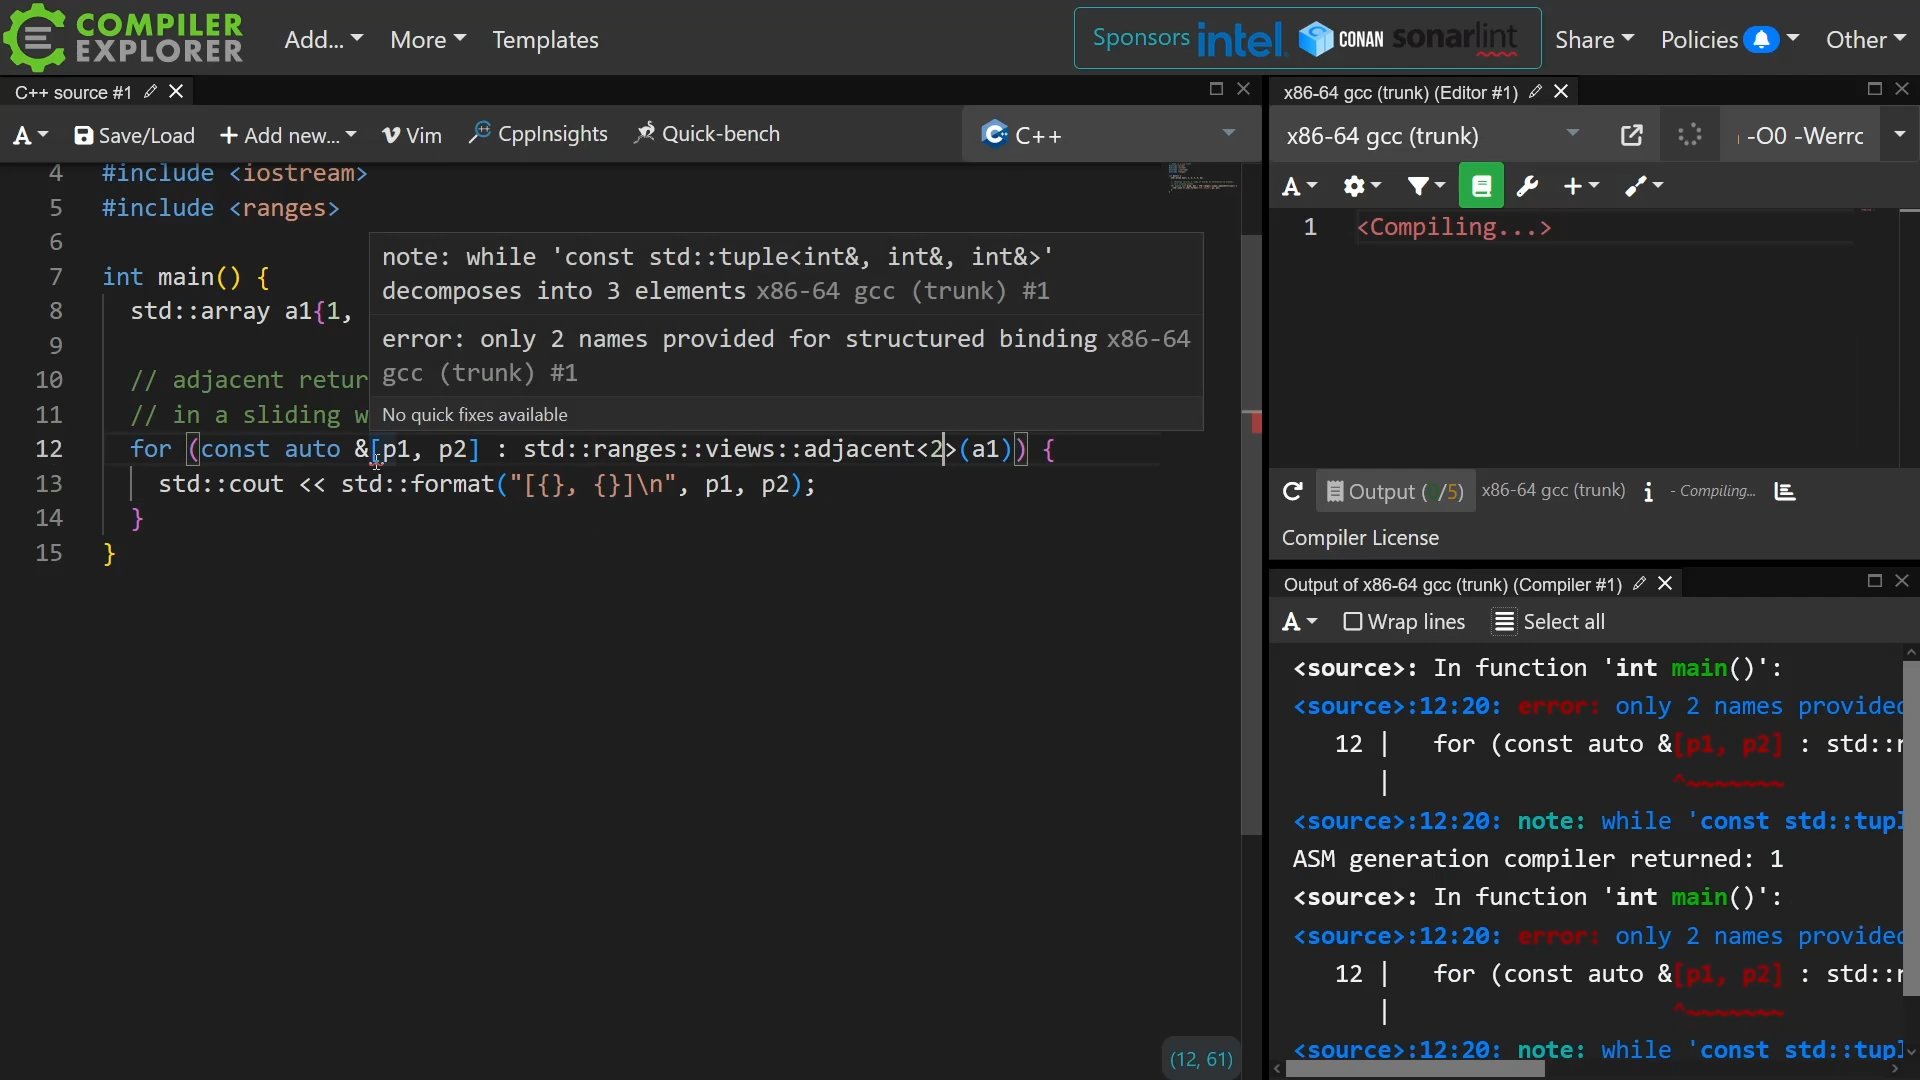 COMPILER
EXPLORER
Add...
More
Templates
Sponsors intel. CONAN sonarlint
Share
Policies
Other
C++ source #1
A
Save/Load
Add new...
Vim
CppInsights
Quick-bench
C++
4 #include <iostream>
5 #include <ranges>
6
7 int main() {
8 std::array a1{1,
9
10 // adjacent retur
11 // in a sliding w
12 for (const auto &[p1, p2] : std::ranges::views::adjacent<2>(a1)) {
13 std::cout << std::format("[{}, {}]\n", p1, p2);
14 }
15 }
note: while 'const std::tuple<int&, int&, int&>'
decomposes into 3 elements x86-64 gcc (trunk) #1
error: only 2 names provided for structured binding x86-64
gcc (trunk) #1
No quick fixes available
(12, 61)
x86-64 gcc (trunk) (Editor #1)
x86-64 gcc (trunk)
-O0 -Werrc
A
1 <Compiling...>
Output ( /5) x86-64 gcc (trunk) i - Compiling...
Compiler License
Output of x86-64 gcc (trunk) (Compiler #1)
A Wrap lines Select all
<source>: In function 'int main()':
<source>:12:20: error: only 2 names provided
12 | for (const auto &[p1, p2] : std::r
| ^~~~~~~~
<source>:12:20: note: while 'const std::tupl
ASM generation compiler returned: 1
<source>: In function 'int main()':
<source>:12:20: error: only 2 names provided
12 | for (const auto &[p1, p2] : std::r
| ^~~~~~~~
<source>:12:20: note: while 'const std::tupl